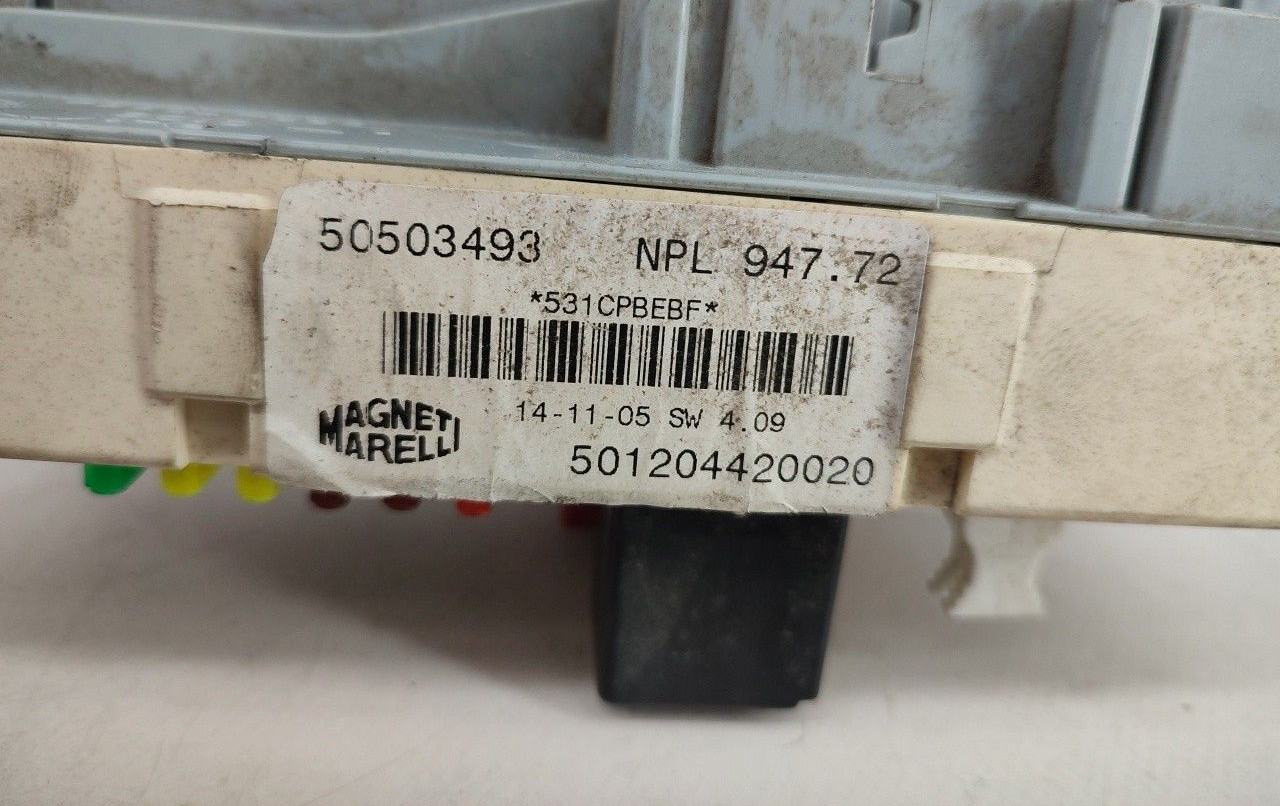 50503493 NPL 947.72
*531CPBEBF*
14-11-05 SW 4.09
MAGNETI
MARELLI
501204420020